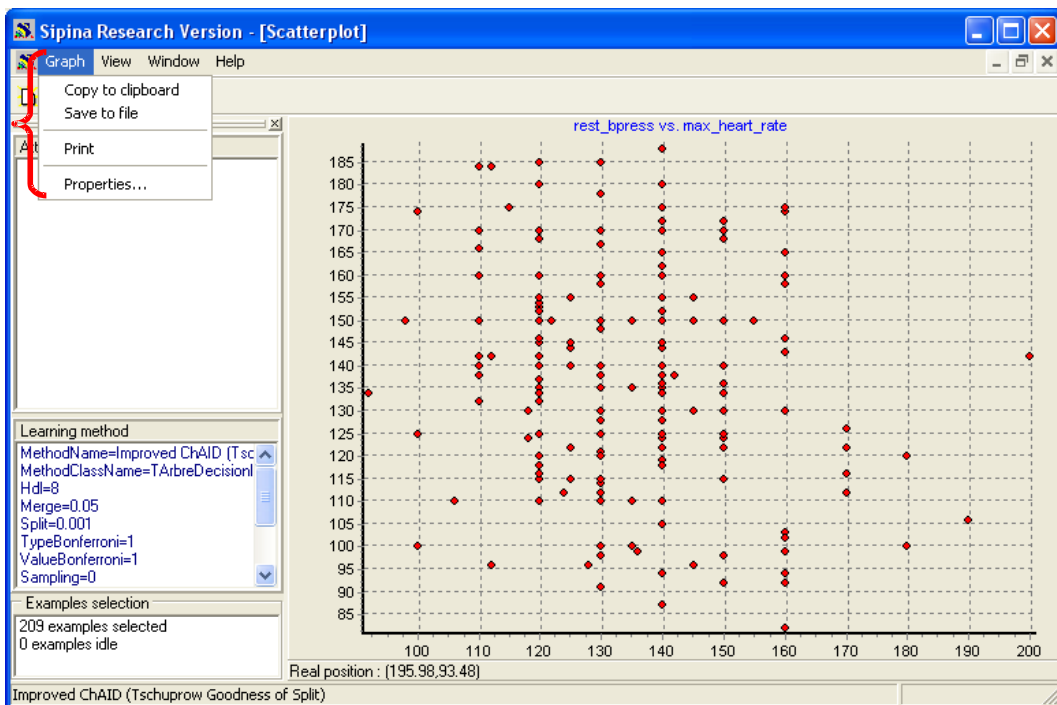 Sipina Research Version - [Scatterplot]
Graph View Window Help
Copy to clipboard
Save to file
Print
Properties...
rest_bpress vs. max_heart_rate
185
180
175
170
165
160
155
150
145
140
135
130
125
120
115
110
105
100
95
90
85
100 110 120 130 140 150 160 170 180 190 200
Learning method
MethodName=Improved ChAID (Tsc
MethodClassName=TArbreDecisionI
Hdl=8
Merge=0.05
Split=0.001
TypeBonferroni=1
ValueBonferroni=1
Sampling=0
Examples selection
209 examples selected
0 examples idle
Real position : (195.98,93.48)
Improved ChAID (Tschuprow Goodness of Split)